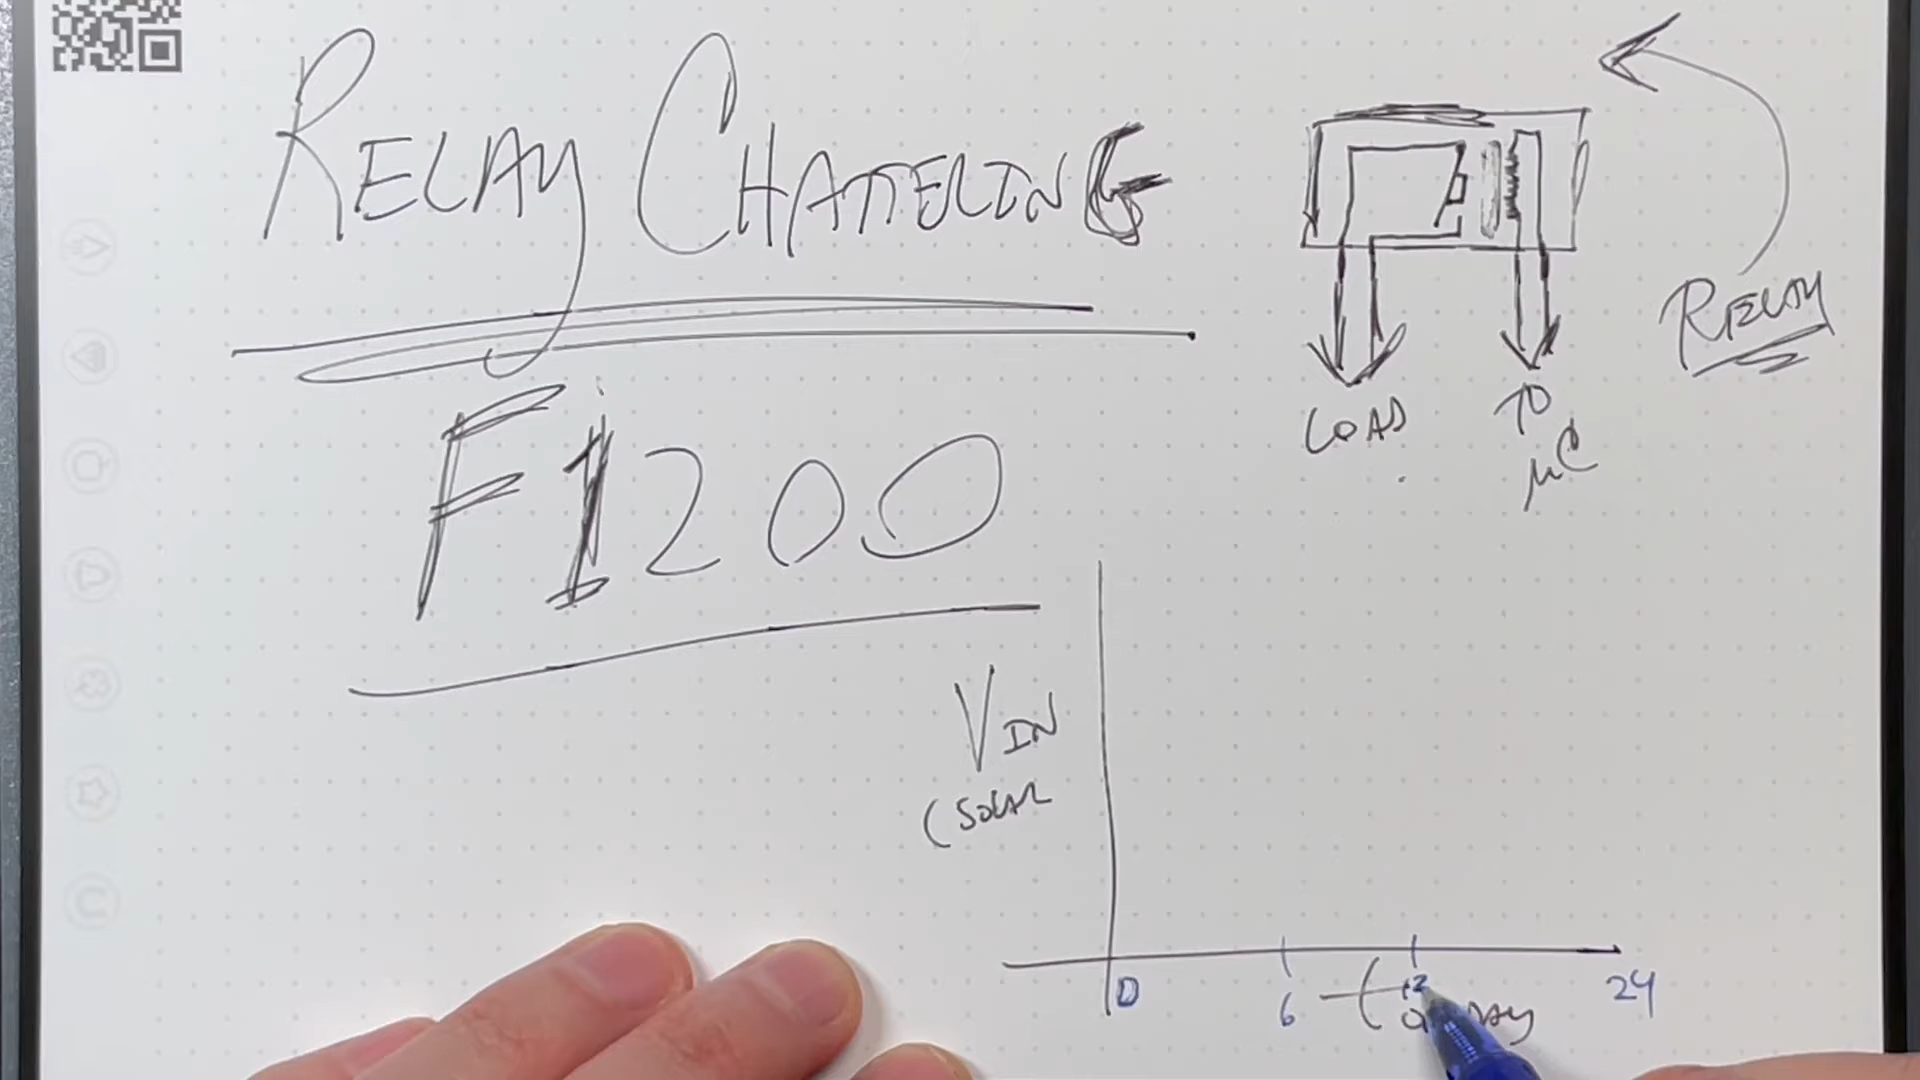 RELAY CHATTERING
F1200
RELAY
LOAD
TO
μC
VIN
(SOLAR
0
6
12
24